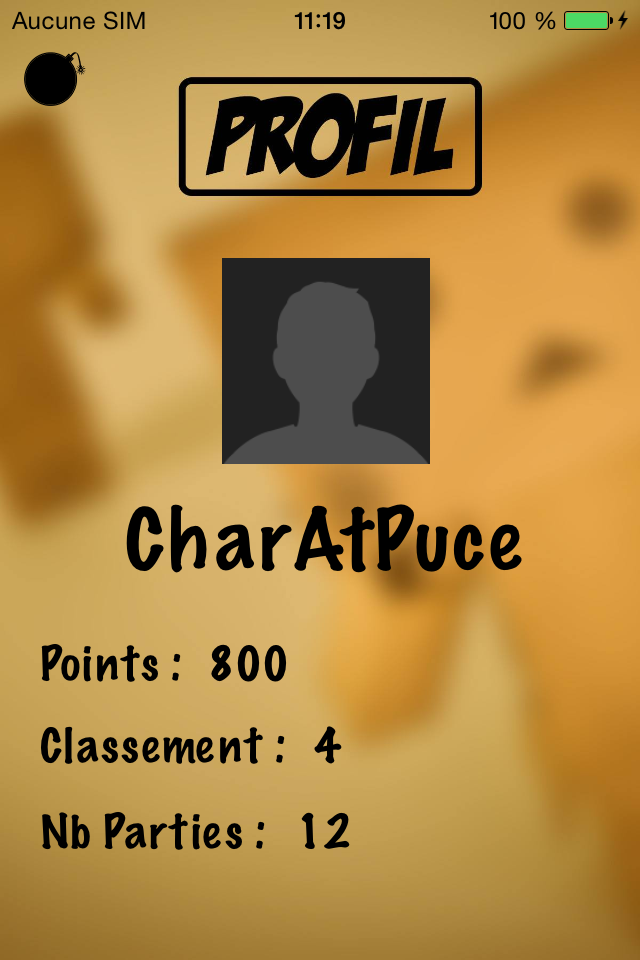 Aucune SIM 11:19 100 %
PROFIL
CharAtPuce
Points : 800
Classement : 4
Nb Parties : 12